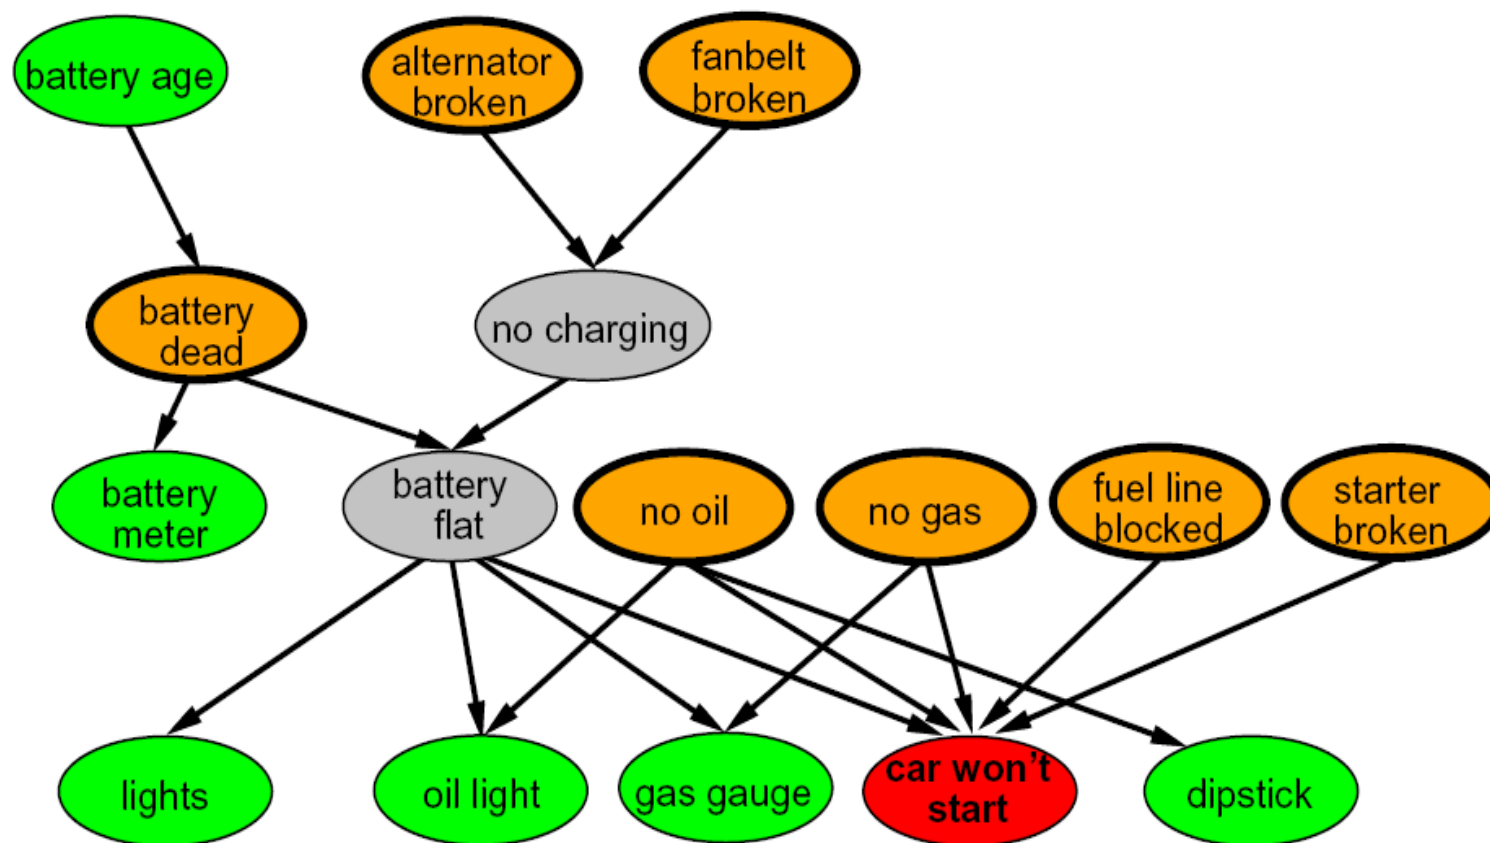 battery age
alternator
broken
fanbelt
broken
battery
dead
no charging
battery
meter
battery
flat
no oil
no gas
fuel line
blocked
starter
broken
lights
oil light
gas gauge
car won't
start
dipstick